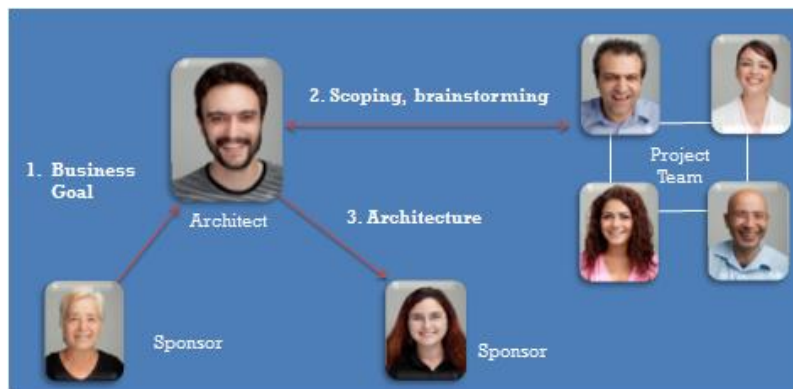 2. Scoping, brainstorming
1. Business
Goal
Project
Team
Architect
3. Architecture
Sponsor
Sponsor